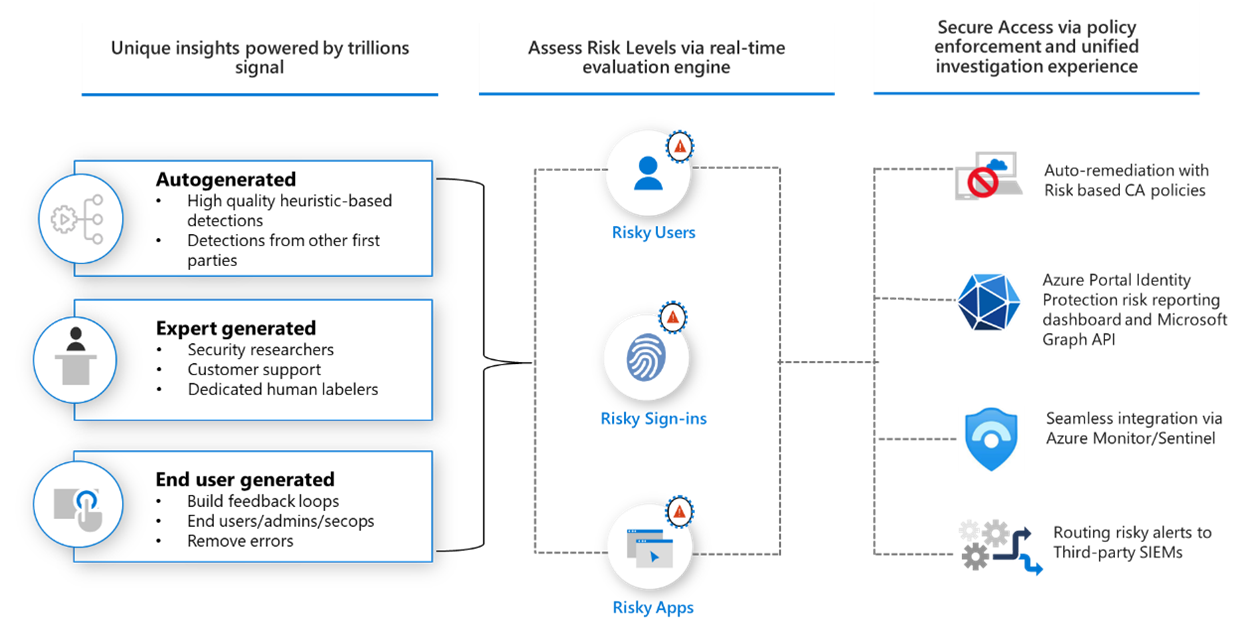 Unique insights powered by trillions
signal
Assess Risk Levels via real-time
evaluation engine
Secure Access via policy
enforcement and unified
investigation experience
Autogenerated
• High quality heuristic-based
detections
• Detections from other first
parties
Expert generated
• Security researchers
• Customer support
• Dedicated human labelers
End user generated
• Build feedback loops
• End users/admins/secops
• Remove errors
Risky Users
Risky Sign-ins
Risky Apps
Auto-remediation with
Risk based CA policies
Azure Portal Identity
Protection risk reporting
dashboard and Microsoft
Graph API
Seamless integration via
Azure Monitor/Sentinel
Routing risky alerts to
Third-party SIEMs